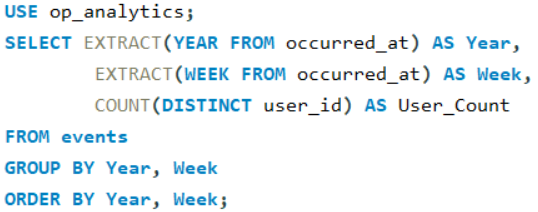 USE op_analytics;
SELECT EXTRACT(YEAR FROM occurred_at) AS Year,
EXTRACT(WEEK FROM occurred_at) AS Week,
COUNT(DISTINCT user_id) AS User_Count
FROM events
GROUP BY Year, Week
ORDER BY Year, Week;